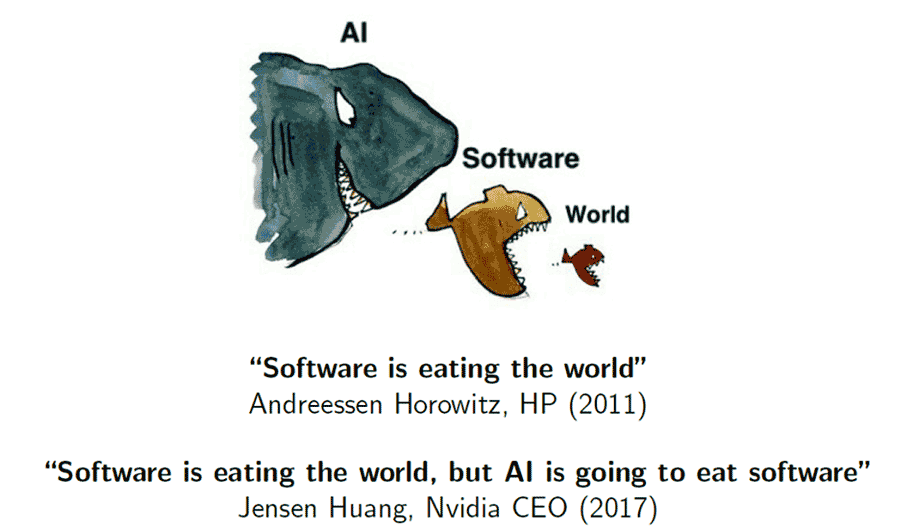 AI
Software
World
“Software is eating the world”
Andreessen Horowitz, HP (2011)
“Software is eating the world, but AI is going to eat software”
Jensen Huang, Nvidia CEO (2017)